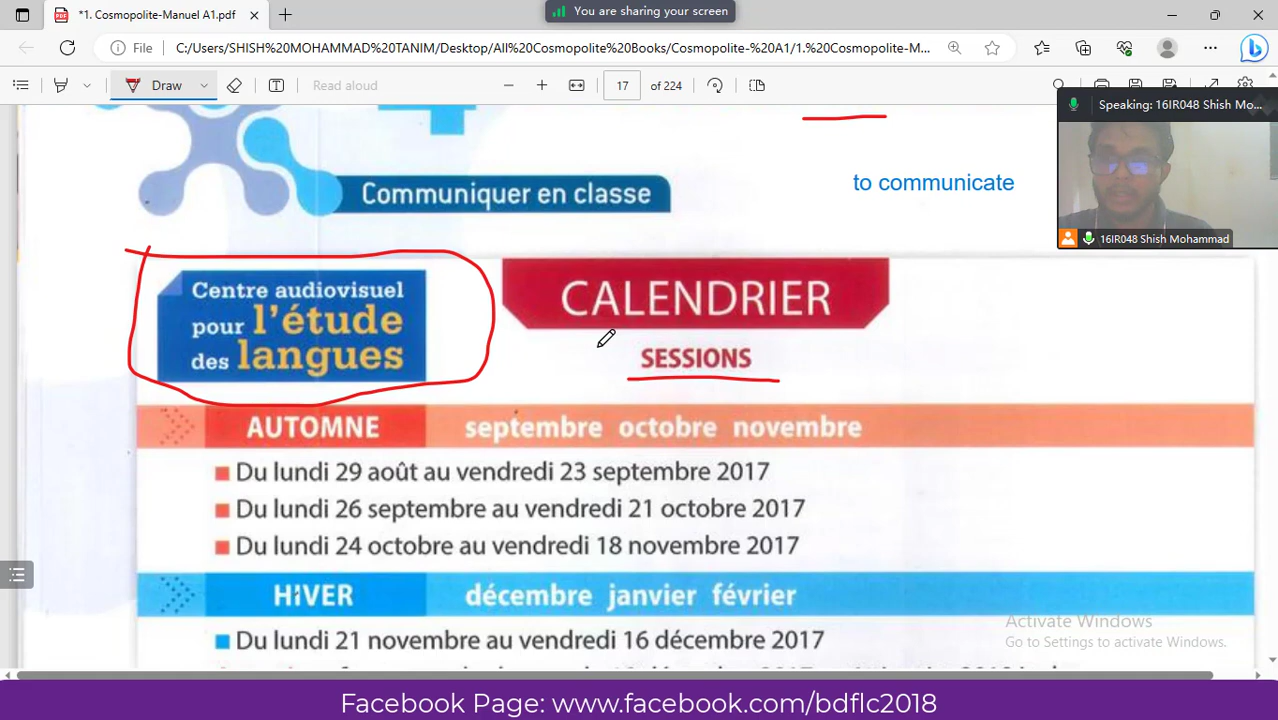 *1. Cosmopolite-Manuel A1.pdf
You are sharing your screen
File
C:/Users/SHISH%20MOHAMMAD%20TANIM/Desktop/All%20Cosmopolite%20Books/Cosmopolite-%20A1/1.%20Cosmopolite-M...
Draw
Read aloud
17 of 224
Speaking: 16IR048 Shish Mo...
16IR048 Shish Mohammad
Communiquer en classe
to communicate
Centre audiovisuel
pour l'étude
des langues
CALENDRIER
SESSIONS
AUTOMNE septembre octobre novembre
Du lundi 29 août au vendredi 23 septembre 2017
Du lundi 26 septembre au vendredi 21 octobre 2017
Du lundi 24 octobre au vendredi 18 novembre 2017
HIVER décembre janvier février
Du lundi 21 novembre au vendredi 16 décembre 2017
Activate Windows
Go to Settings to activate Windows.
Facebook Page: www.facebook.com/bdflc2018